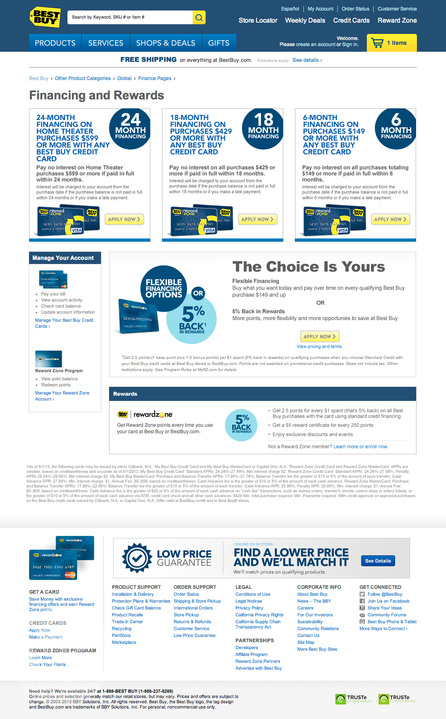 BEST BUY
Search by Keyword, SKU # or item #
Español | My Account | Order Status | Customer Service
Store Locator Weekly Deals Credit Cards Reward Zone
PRODUCTS SERVICES SHOPS & DEALS GIFTS
Welcome.
Please create an account or Sign in.
1 items
FREE SHIPPING on everything at BestBuy.com. Exclusions apply. See details ›
Best Buy › Other Product Categories › Global › Finance Pages ›
Financing and Rewards
24-MONTH FINANCING ON HOME THEATER PURCHASES $599 OR MORE WITH ANY BEST BUY CREDIT CARD
24 MONTH FINANCING
Pay no interest on Home Theater purchases $599 or more if paid in full within 24 months.
Interest will be charged to your account from the purchase date if the purchase balance is not paid in full within 24 months or if you make a late payment.
APPLY NOW ›
18-MONTH FINANCING ON PURCHASES $429 OR MORE WITH ANY BEST BUY CREDIT CARD
18 MONTH FINANCING
Pay no interest on all purchases $429 or more if paid in full within 18 months.
Interest will be charged to your account from the purchase date if the purchase balance is not paid in full within 18 months or if you make a late payment.
APPLY NOW ›
6-MONTH FINANCING ON PURCHASES $149 OR MORE WITH ANY BEST BUY CREDIT CARD
6 MONTH FINANCING
Pay no interest on all purchases totaling $149 or more if paid in full within 6 months.
Interest will be charged to your account from the purchase date if the purchase balance is not paid in full within 6 months or if you make a late payment.
APPLY NOW ›
Manage Your Account
Pay your bill
View account activity
Check card balance
Update account information
Manage Your Best Buy Credit Cards ›
Reward Zone Program
View point balance
Redeem points
Manage Your Reward Zone Account ›
FLEXIBLE FINANCING OPTIONS
OR
5% BACK IN REWARDS
The Choice Is Yours
Flexible Financing
Buy what you want today and pay over time on every qualifying Best Buy purchase $149 and up
OR
5% Back in Rewards
More points, more flexibility and more opportunities to save at Best Buy
APPLY NOW ›
View pricing and terms
Rewards
BEST BUY rewardzone
Get Reward Zone points every time you use your card at Best Buy or BestBuy.com.
5% BACK IN REWARDS
Get 2.5 points for every $1 spent (that's 5% back) on all Best Buy purchases with the card using standard credit financing
Get a $5 reward certificate for every 250 points
Enjoy exclusive discounts and events
Not a Reward Zone member? Learn more or enroll now.
GET A CARD
Save Money with exclusive financing offers and earn Reward Zone points.
CREDIT CARDS
Apply Now
Make a Payment
REWARD ZONE PROGRAM
Learn More
Check Your Points
LOW PRICE GUARANTEE
FIND A LOWER PRICE AND WE'LL MATCH IT
We'll match prices on qualifying products.
See Details
PRODUCT SUPPORT
Installation & Delivery
Protection Plans & Warranties
Check Gift Card Balance
Product Recalls
Trade-In Center
Recycling
PartStore
Marketplace
ORDER SUPPORT
Order Status
Shipping & Store Pickup
International Orders
Store Pickup
Returns & Refunds
Customer Service
Low Price Guarantee
LEGAL
Conditions of Use
Legal Notices
Privacy Policy
California Privacy Rights
California Supply Chain Transparency Act
PARTNERSHIPS
Developers
Affiliate Program
Reward Zone Partners
Advertise with Best Buy
CORPORATE INFO
About Best Buy
News – The BBY
Careers
For Our Investors
Sustainability
Community Relations
Contact Us
Site Map
More Best Buy Sites
GET CONNECTED
Follow @BestBuy
Join Us on Facebook
Share Your Ideas
Community Forums
Best Buy Phone & Tablet
More Ways to Connect ›
Need help? We're available 24/7 at 1-888-BEST BUY (1-888-237-8289)
Online prices and selection generally match our retail stores, but may vary. Prices and offers are subject to change. © 2003-2013 BBY Solutions, Inc. All rights reserved. Best Buy, the Best Buy logo, the tag design and BestBuy.com are trademarks of BBY Solutions, Inc. For personal, noncommercial use only.
TRUSTe
TRUSTe